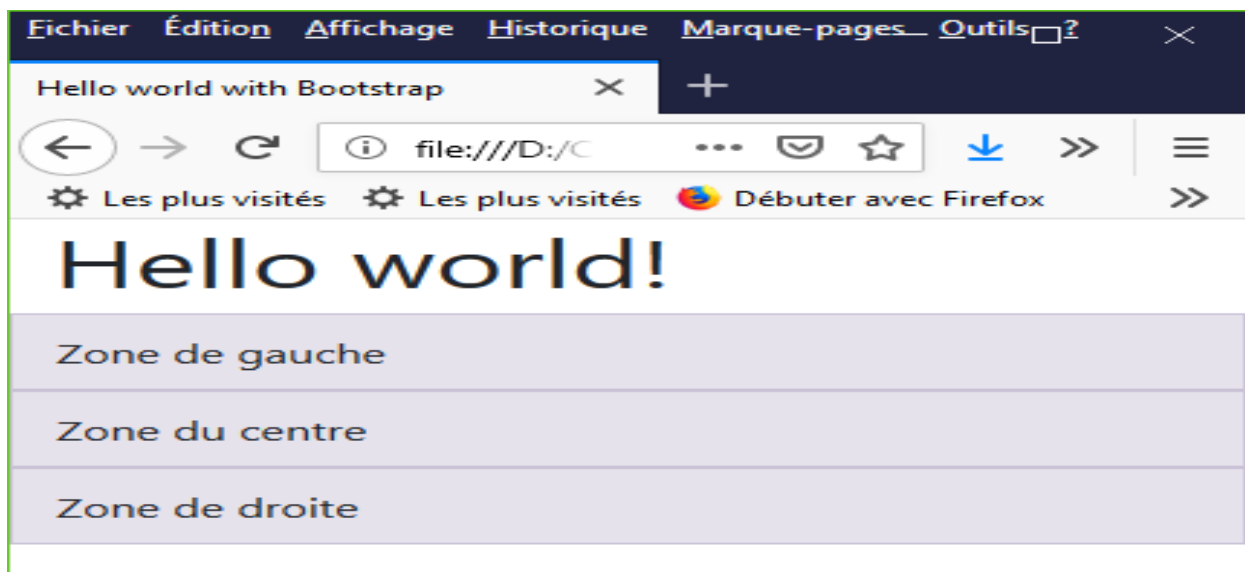 Fichier Édition Affichage Historique Marque-pages Outils ?
Hello world with Bootstrap
file:///D:/C
Les plus visités Les plus visités Débuter avec Firefox
Hello world!
Zone de gauche
Zone du centre
Zone de droite